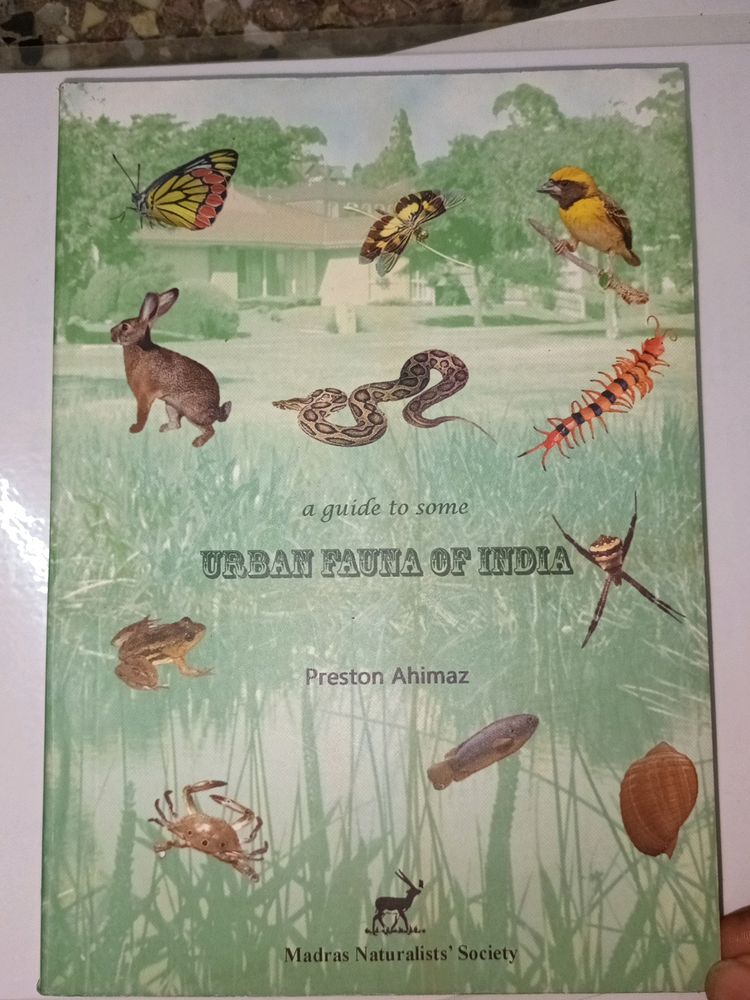 a guide to some
URBAN FAUNA OF INDIA
Preston Ahimaz
Madras Naturalists' Society